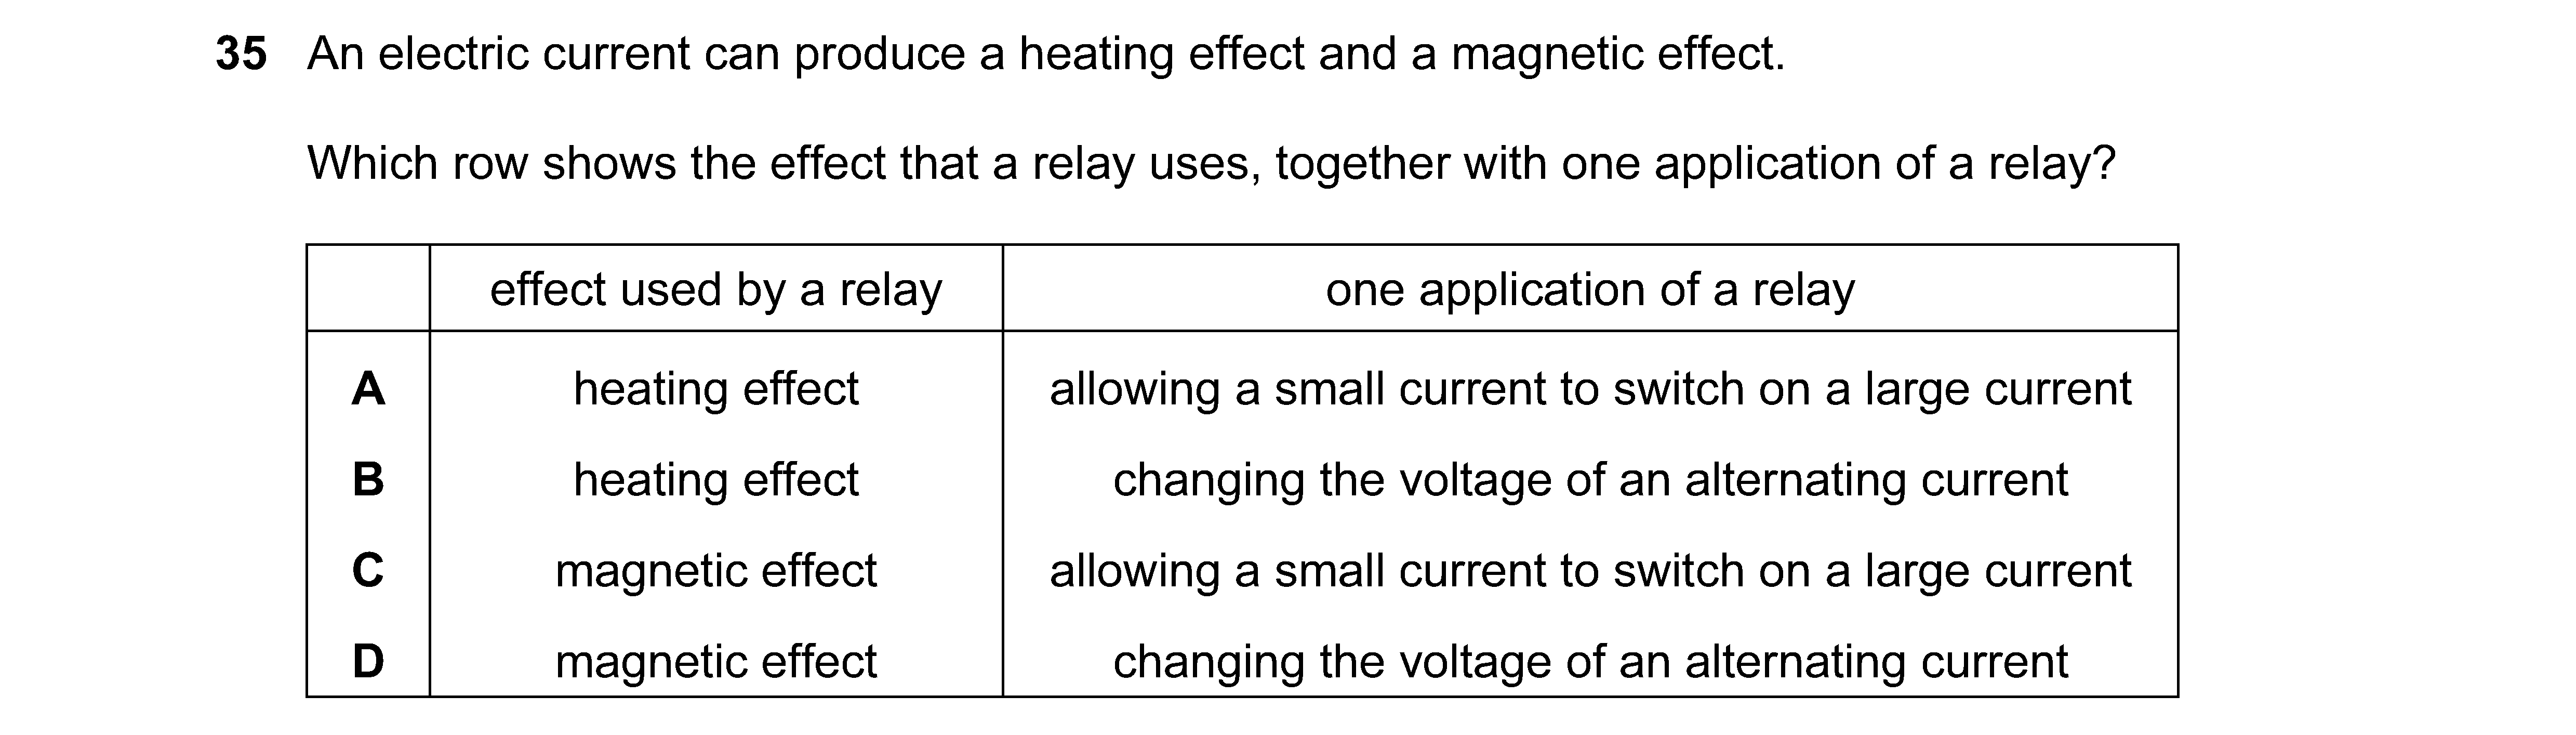 35 An electric current can produce a heating effect and a magnetic effect.
Which row shows the effect that a relay uses, together with one application of a relay?
effect used by a relay one application of a relay
A heating effect allowing a small current to switch on a large current
B heating effect changing the voltage of an alternating current
C magnetic effect allowing a small current to switch on a large current
D magnetic effect changing the voltage of an alternating current